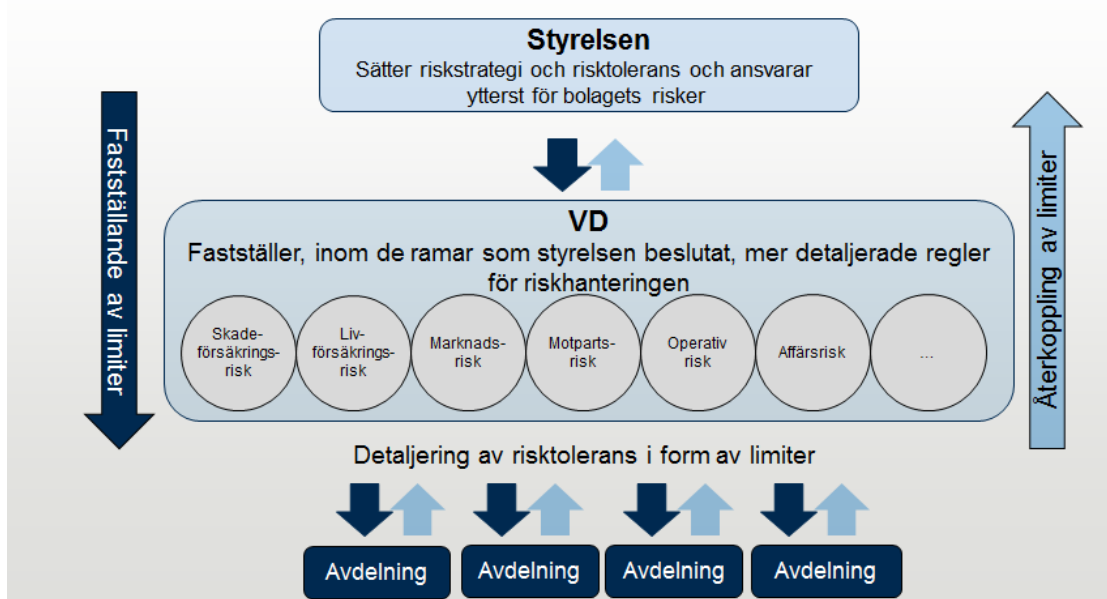 Styrelsen
Sätter riskstrategi och risktolerans och ansvarar
ytterst för bolagets risker
Fastställande av limiter
Återkoppling av limiter
VD
Fastställer, inom de ramar som styrelsen beslutat, mer detaljerade regler
för riskhanteringen
Skade-
försäkrings-
risk
Liv-
försäkrings-
risk
Marknads-
risk
Motparts-
risk
Operativ
risk
Affärsrisk
...
Detaljering av risktolerans i form av limiter
Avdelning
Avdelning
Avdelning
Avdelning